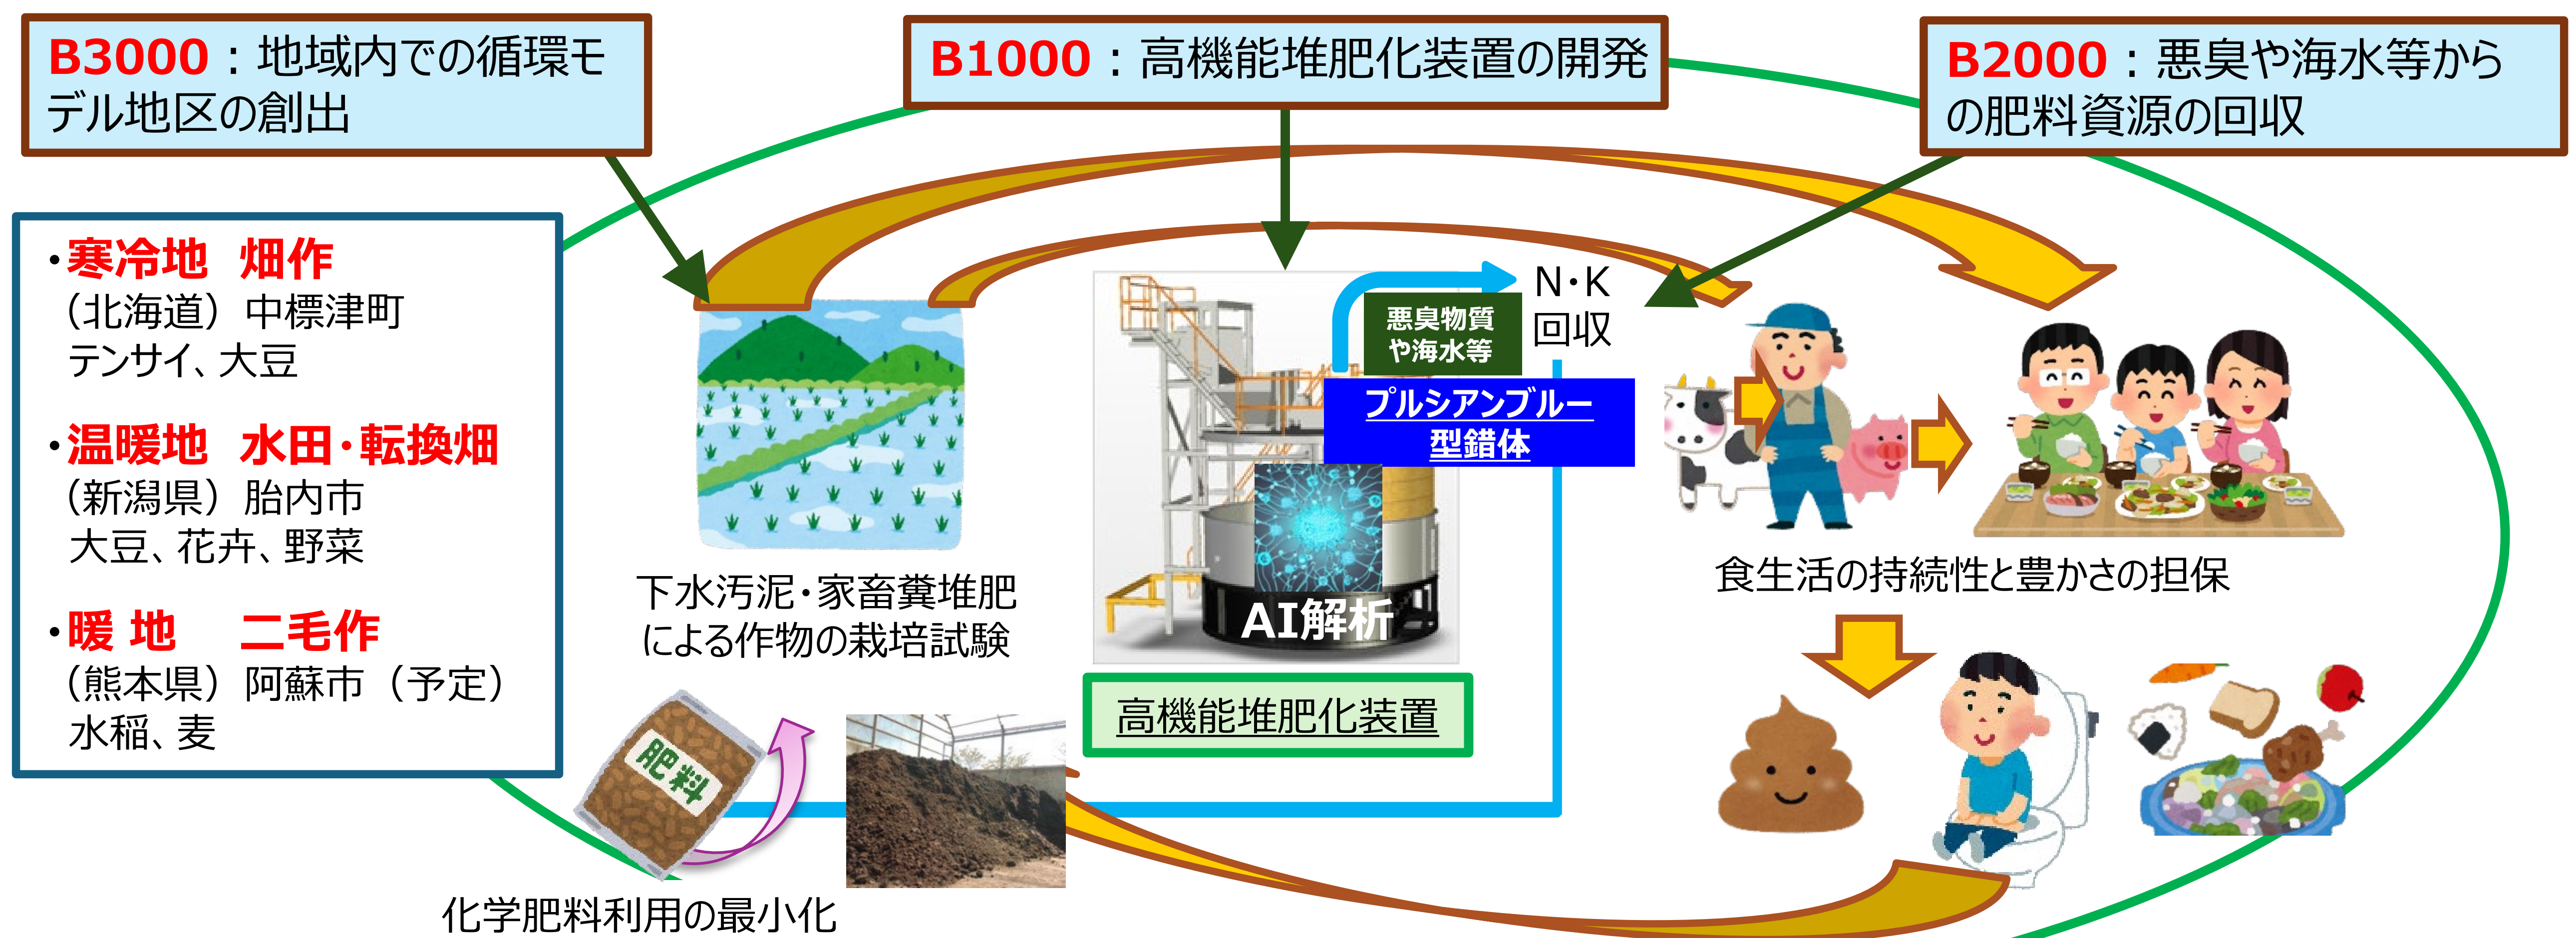 B3000：地域内での循環モ
デル地区の創出
B1000：高機能堆肥化装置の開発
B2000：悪臭や海水等から
の肥料資源の回収
・寒冷地　畑作
（北海道）中標津町
テンサイ、大豆
・温暖地　水田・転換畑
（新潟県）胎内市
大豆、花卉、野菜
・暖 地　二毛作
（熊本県）阿蘇市（予定）
水稲、麦
下水汚泥・家畜糞堆肥
による作物の栽培試験
肥料
化学肥料利用の最小化
N・K
回収
悪臭物質
や海水等
プルシアンブルー
型錯体
AI解析
高機能堆肥化装置
食生活の持続性と豊かさの担保